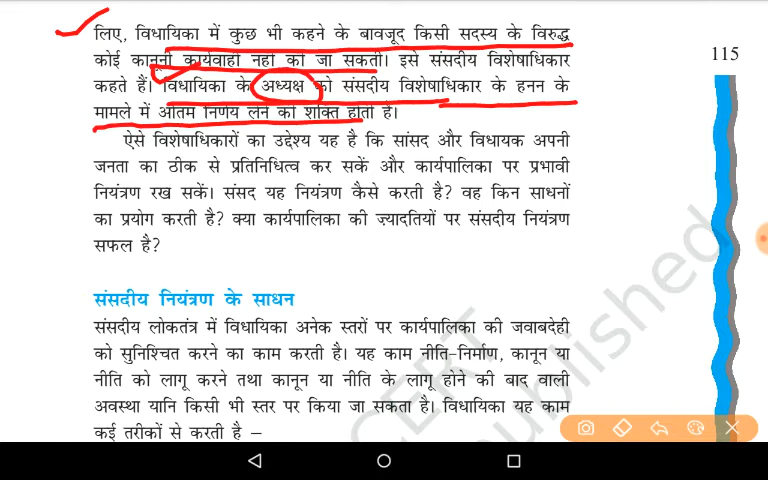 लिए, विधायिका में कुछ भी कहने के बावजूद किसी सदस्य के विरुद्ध
कोई कानूनी कार्यवाही नहीं की जा सकती। इसे संसदीय विशेषाधिकार
कहते हैं। विधायिका के अध्यक्ष को संसदीय विशेषाधिकार के हनन के
मामले में अंतिम निर्णय लेने की शक्ति होती है।
ऐसे विशेषाधिकारों का उद्देश्य यह है कि सांसद और विधायक अपनी
जनता का ठीक से प्रतिनिधित्व कर सकें और कार्यपालिका पर प्रभावी
नियंत्रण रख सकें। संसद यह नियंत्रण कैसे करती है? वह किन साधनों
का प्रयोग करती है? क्या कार्यपालिका की ज़्यादतियों पर संसदीय नियंत्रण
सफल है?
संसदीय नियंत्रण के साधन
संसदीय लोकतंत्र में विधायिका अनेक स्तरों पर कार्यपालिका की जवाबदेही
को सुनिश्चित करने का काम करती है। यह काम नीति-निर्माण, कानून या
नीति को लागू करने तथा कानून या नीति के लागू होने की बाद वाली
अवस्था यानि किसी भी स्तर पर किया जा सकता है। विधायिका यह काम
कई तरीकों से करती है –
115
CERT
ublished